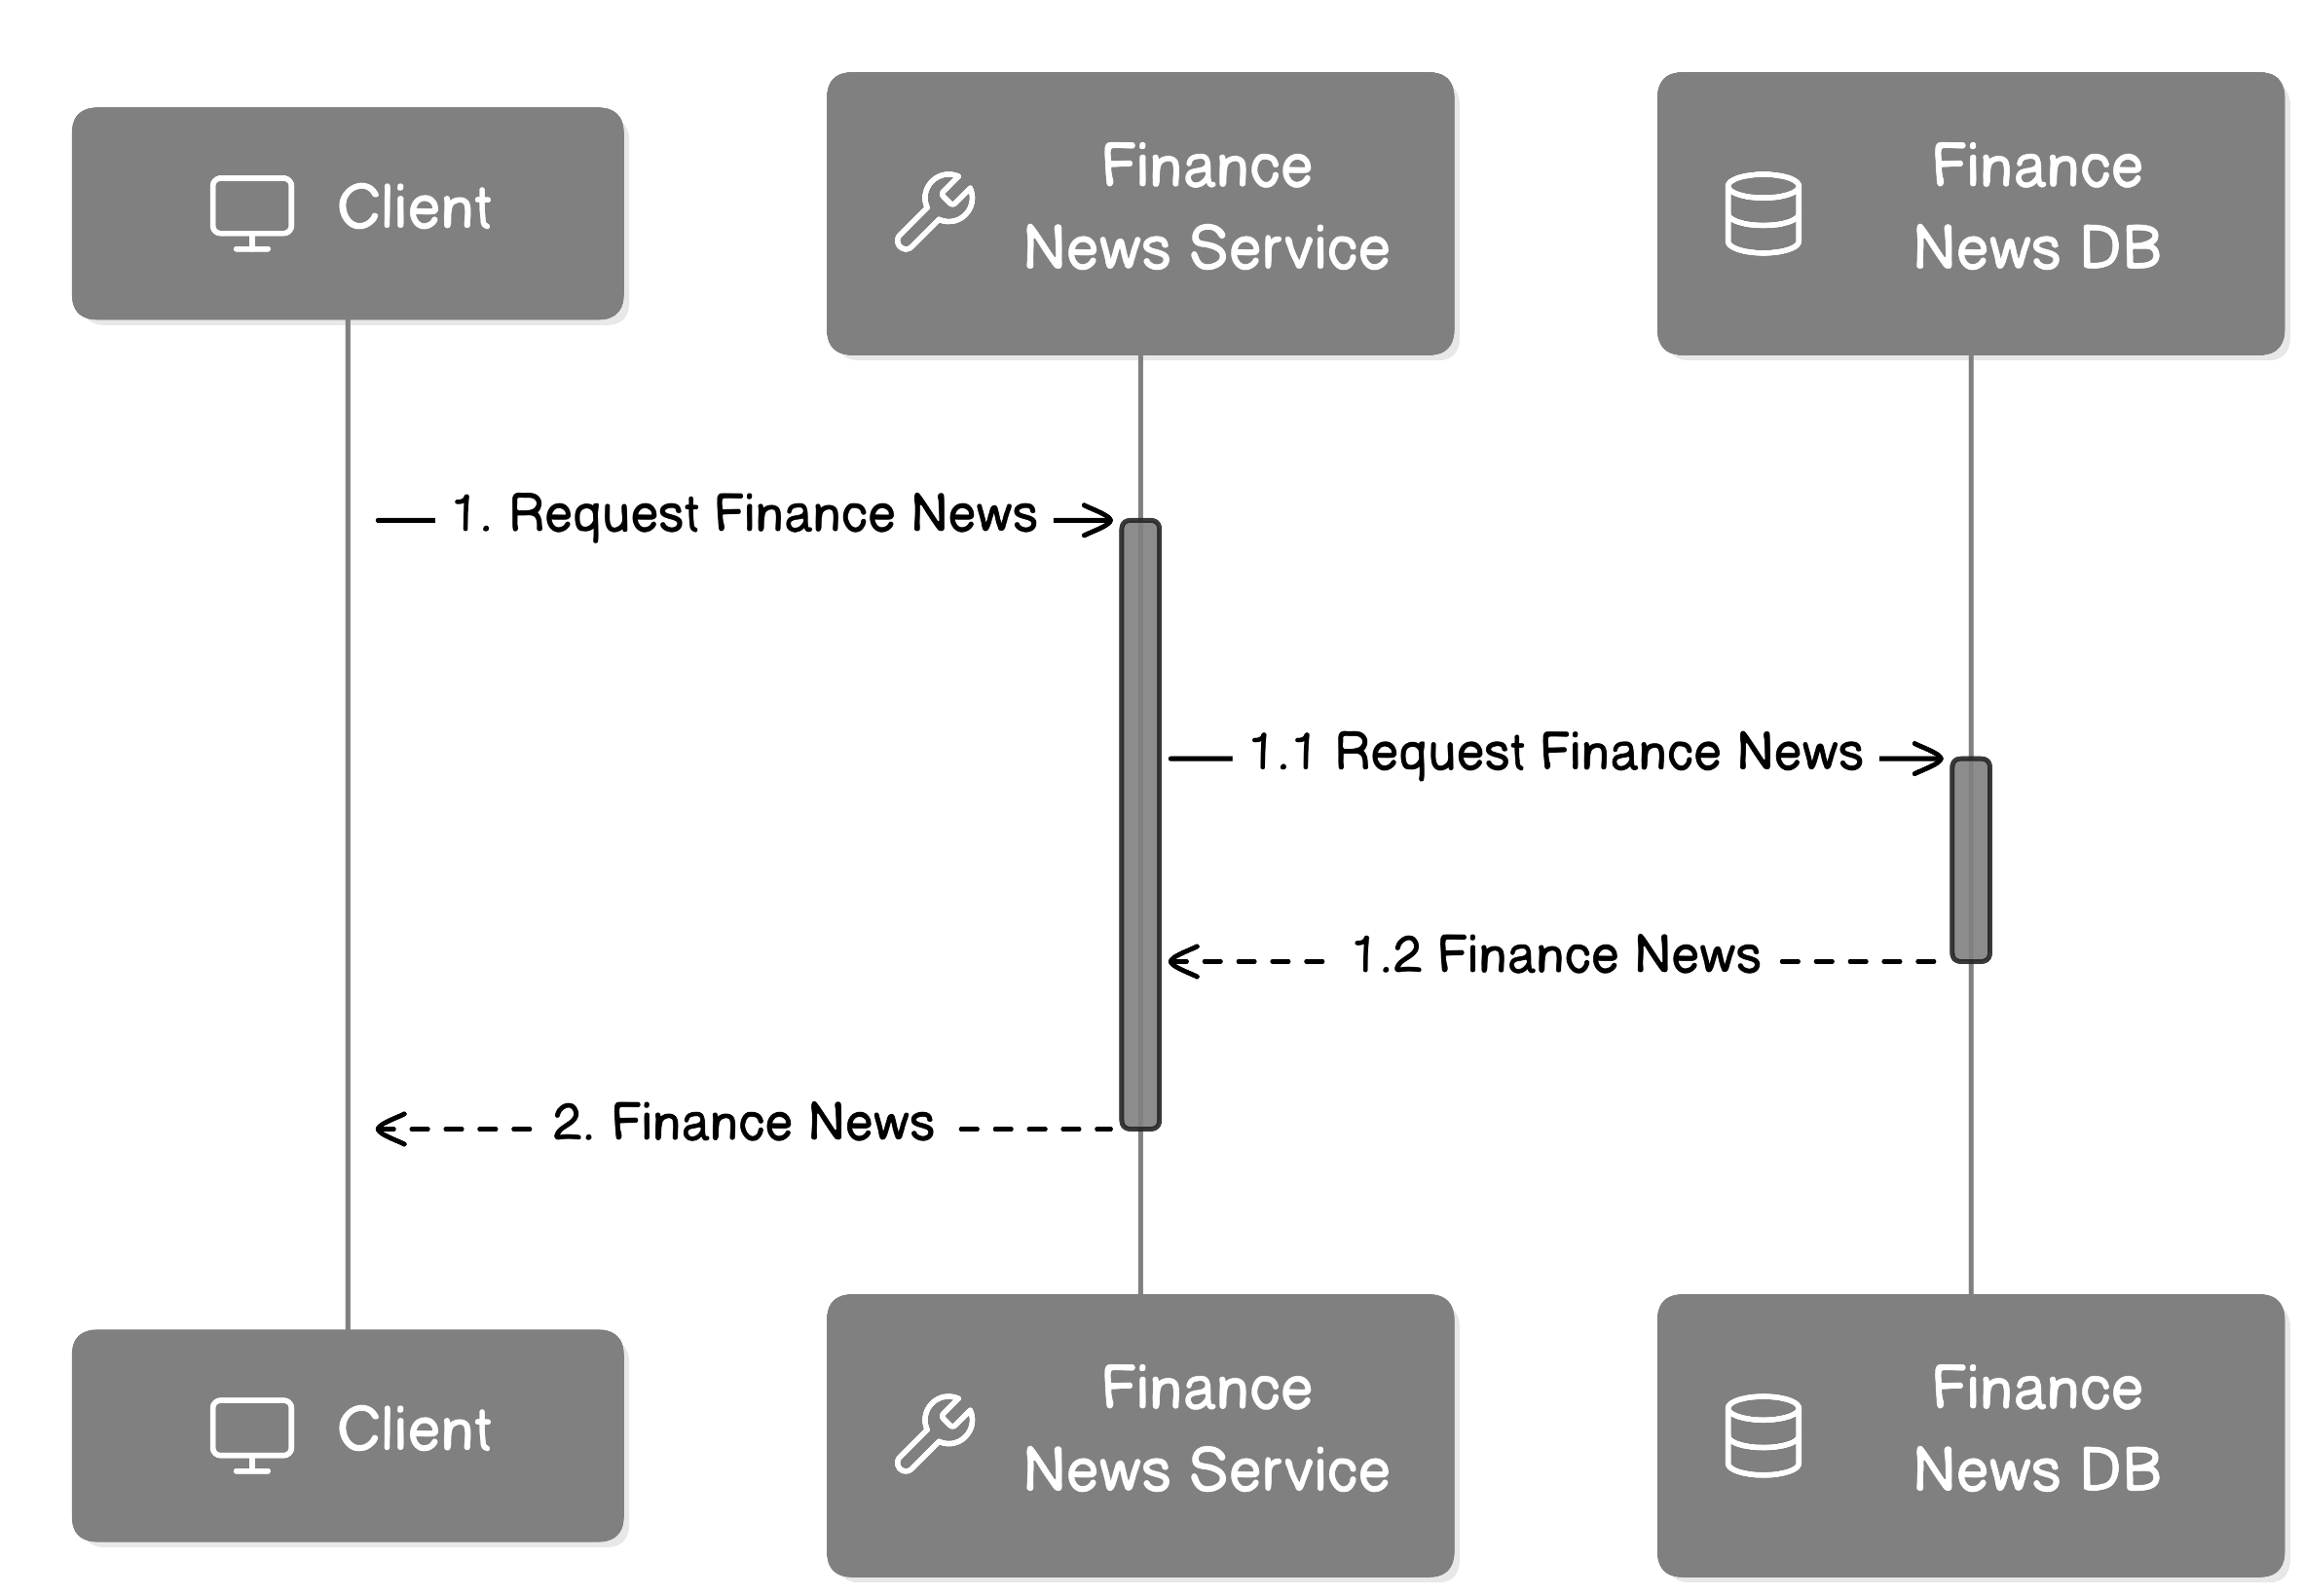 Client
Finance
News Service
Finance
News DB
1. Request Finance News
1.1 Request Finance News
1.2 Finance News
2. Finance News
Client
Finance
News Service
Finance
News DB